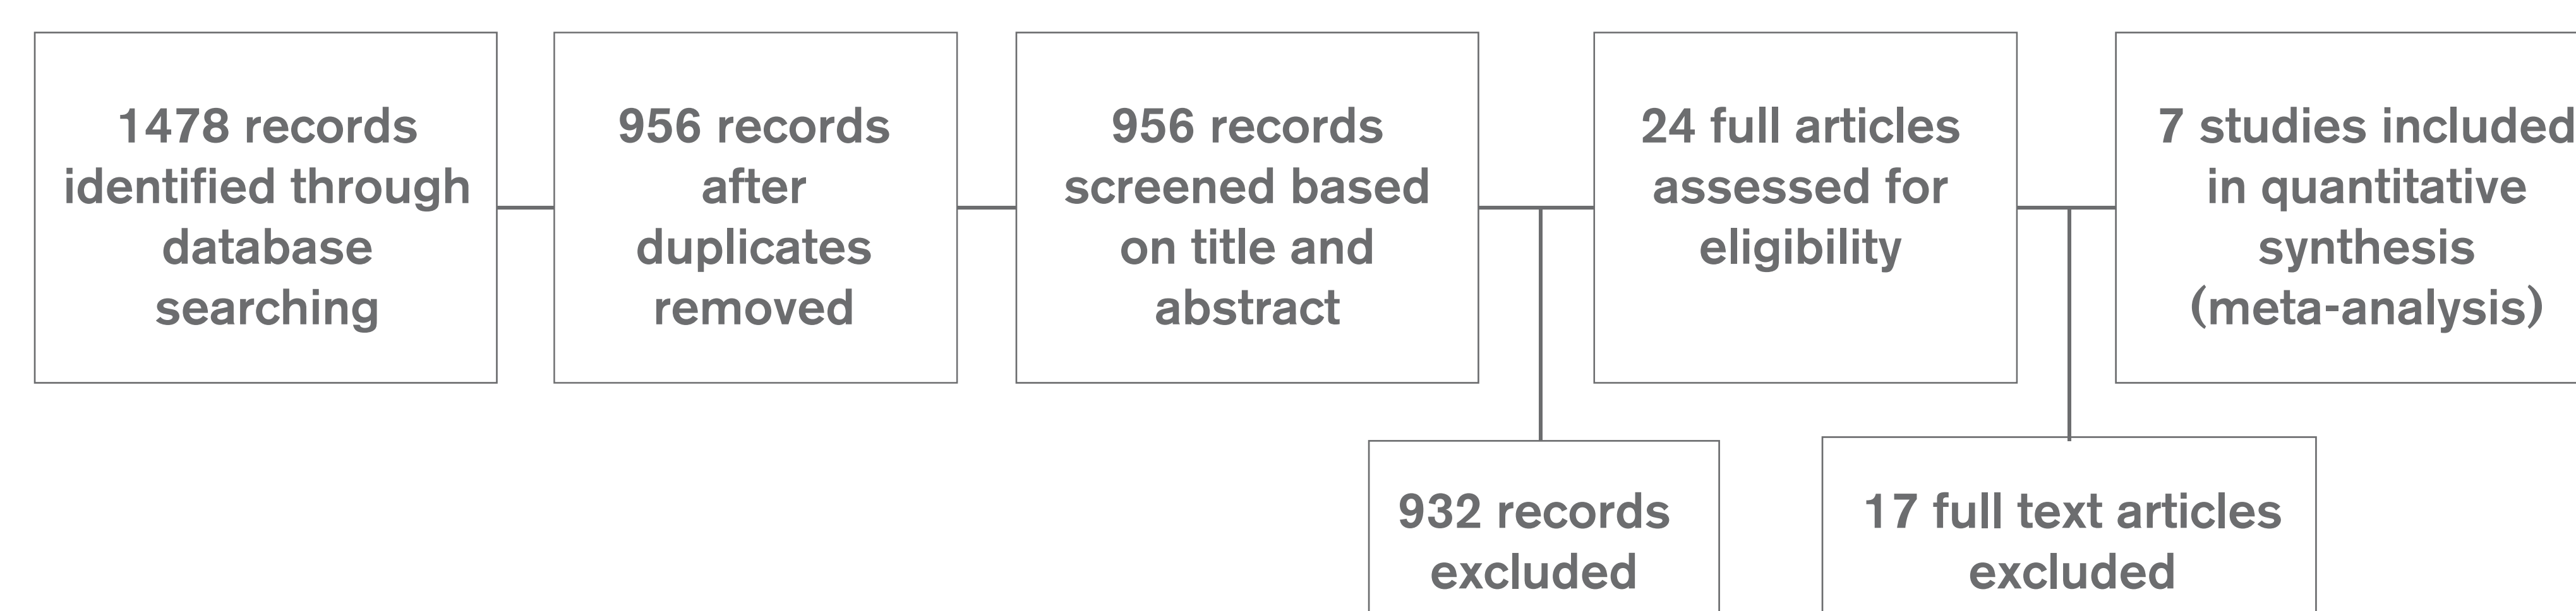 1478 records
identified through
database
searching
956 records
after
duplicates
removed
956 records
screened based
on title and
abstract
24 full articles
assessed for
eligibility
7 studies included
in quantitative
synthesis
(meta-analysis)
932 records
excluded
17 full text articles
excluded